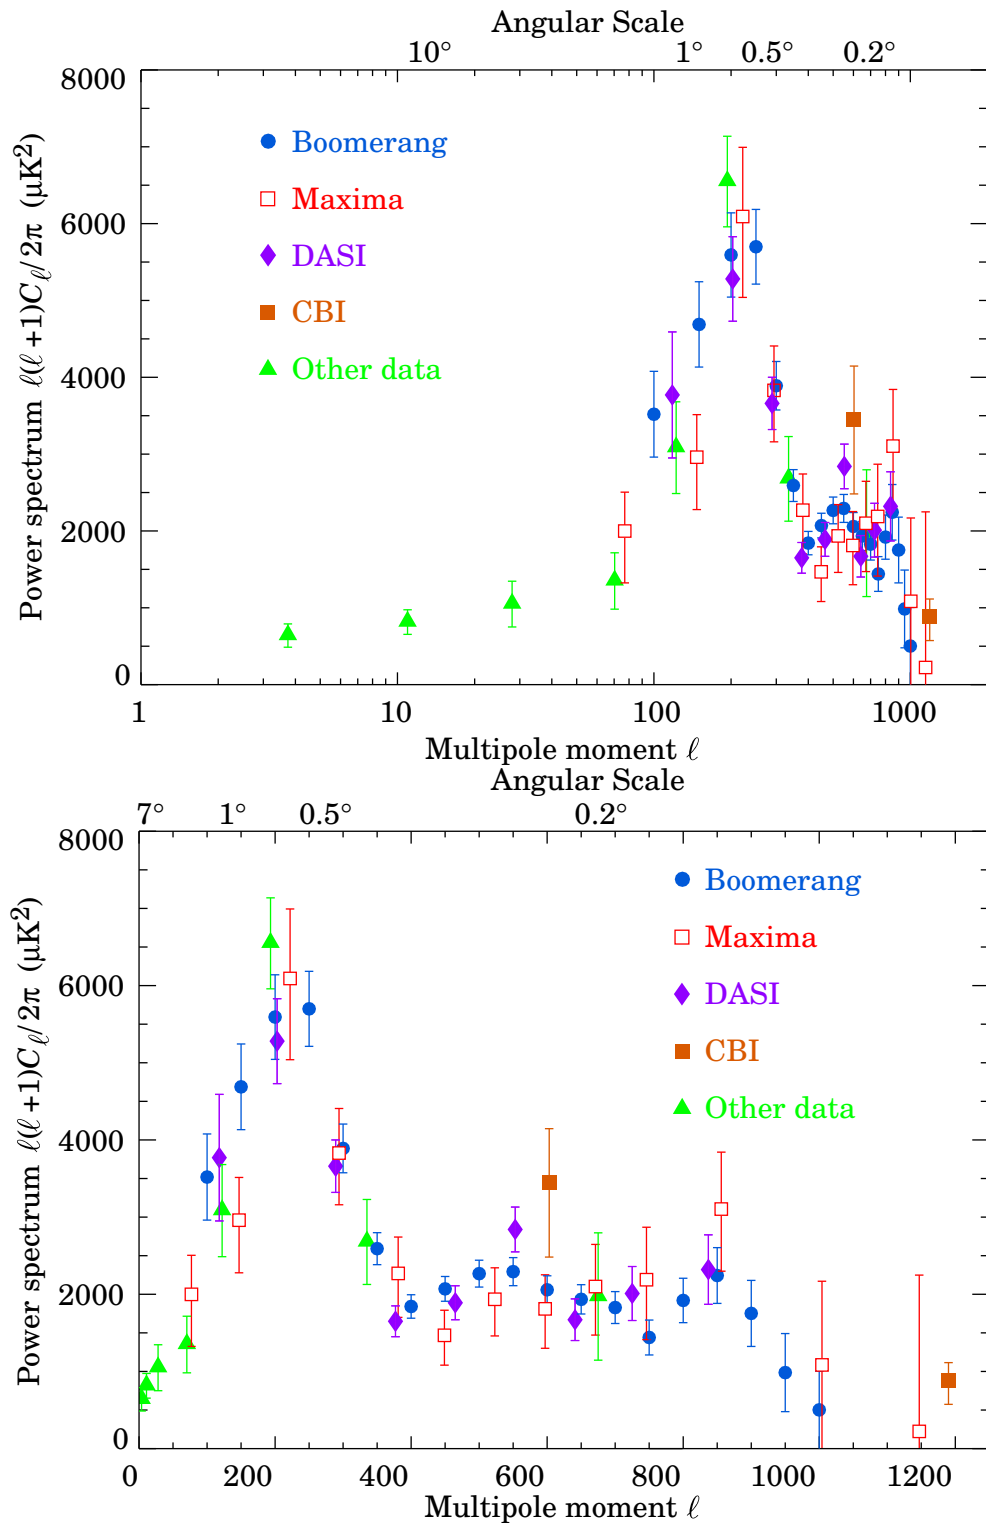 Angular Scale
10° 1° 0.5° 0.2°
8000
6000
4000
2000
0
Power spectrum ℓ(ℓ+1)Cℓ/2π (μK²)
Boomerang
Maxima
DASI
CBI
Other data
1 10 100 1000
Multipole moment ℓ
Angular Scale
7° 1° 0.5° 0.2°
8000
6000
4000
2000
0
Power spectrum ℓ(ℓ+1)Cℓ/2π (μK²)
Boomerang
Maxima
DASI
CBI
Other data
0 200 400 600 800 1000 1200
Multipole moment ℓ